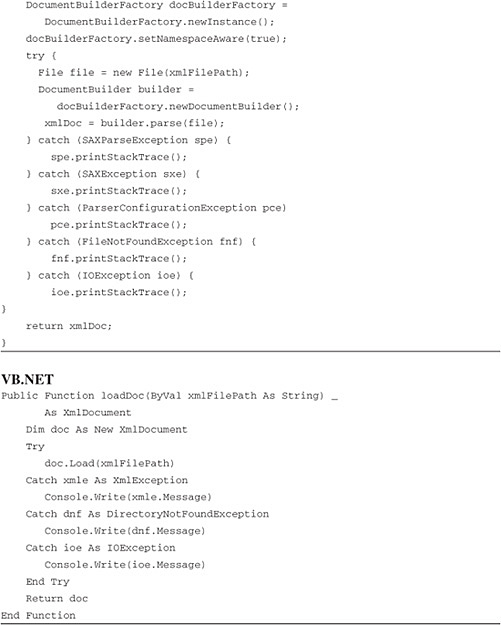 DocumentBuilderFactory docBuilderFactory =
DocumentBuilderFactory.newInstance();
docBuilderFactory.setNamespaceAware(true);
try {
File file = new File(xmlFilePath);
DocumentBuilder builder =
docBuilderFactory.newDocumentBuilder();
xmlDoc = builder.parse(file);
} catch (SAXParseException spe) {
spe.printStackTrace();
} catch (SAXException sxe) {
sxe.printStackTrace();
} catch (ParserConfigurationException pce)
pce.printStackTrace();
} catch (FileNotFoundException fnf) {
fnf.printStackTrace();
} catch (IOException ioe) {
ioe.printStackTrace();
}
return xmlDoc;
}
VB.NET
Public Function loadDoc(ByVal xmlFilePath As String) _
As XmlDocument
Dim doc As New XmlDocument
Try
doc.Load(xmlFilePath)
Catch xmle As XmlException
Console.Write(xmle.Message)
Catch dnf As DirectoryNotFoundException
Console.Write(dnf.Message)
Catch ioe As IOException
Console.Write(ioe.Message)
End Try
Return doc
End Function